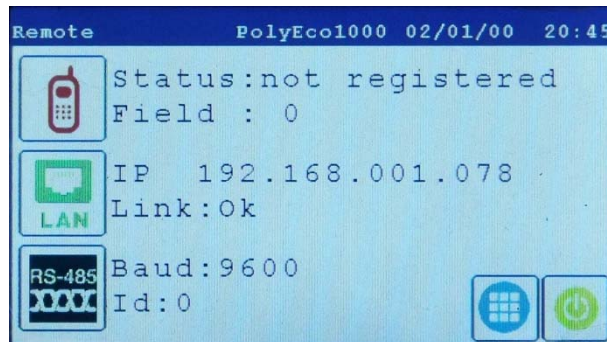 Remote PolyEco1000 02/01/00 20:45
Status:not registered
Field : 0
IP 192.168.001.078
LAN
Link:Ok
RS-485
Baud:9600
Id:0